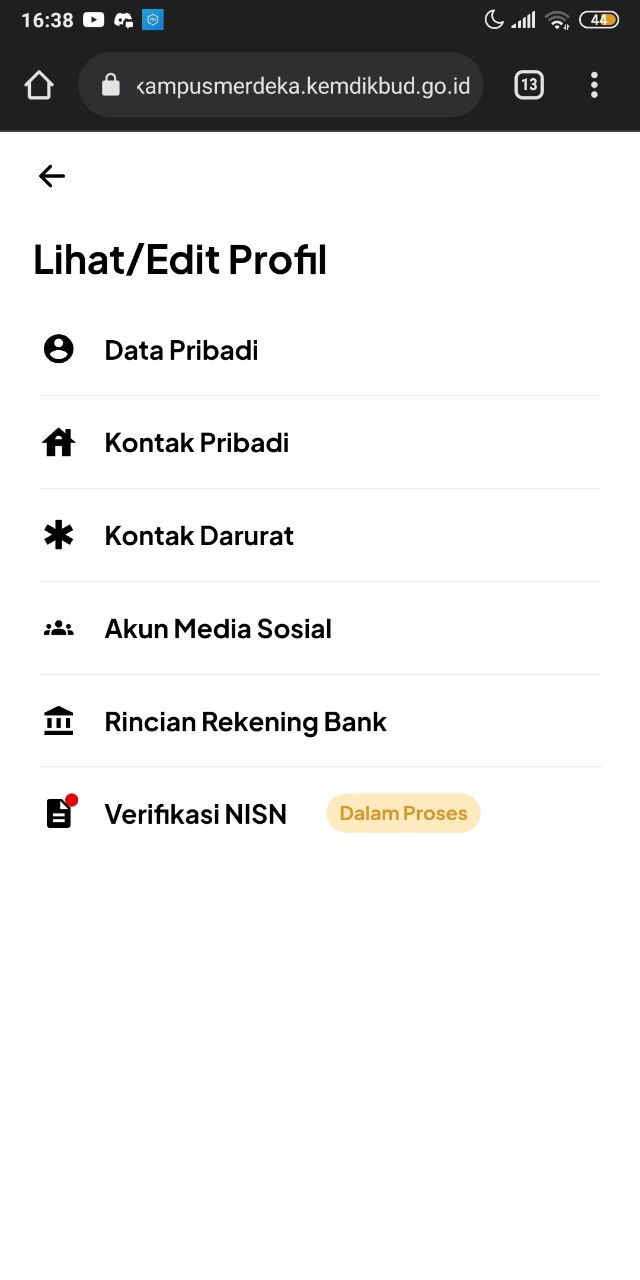 16:38
44
kampusmerdeka.kemdikbud.go.id
13
Lihat/Edit Profil
Data Pribadi
Kontak Pribadi
Kontak Darurat
Akun Media Sosial
Rincian Rekening Bank
Verifikasi NISN Dalam Proses